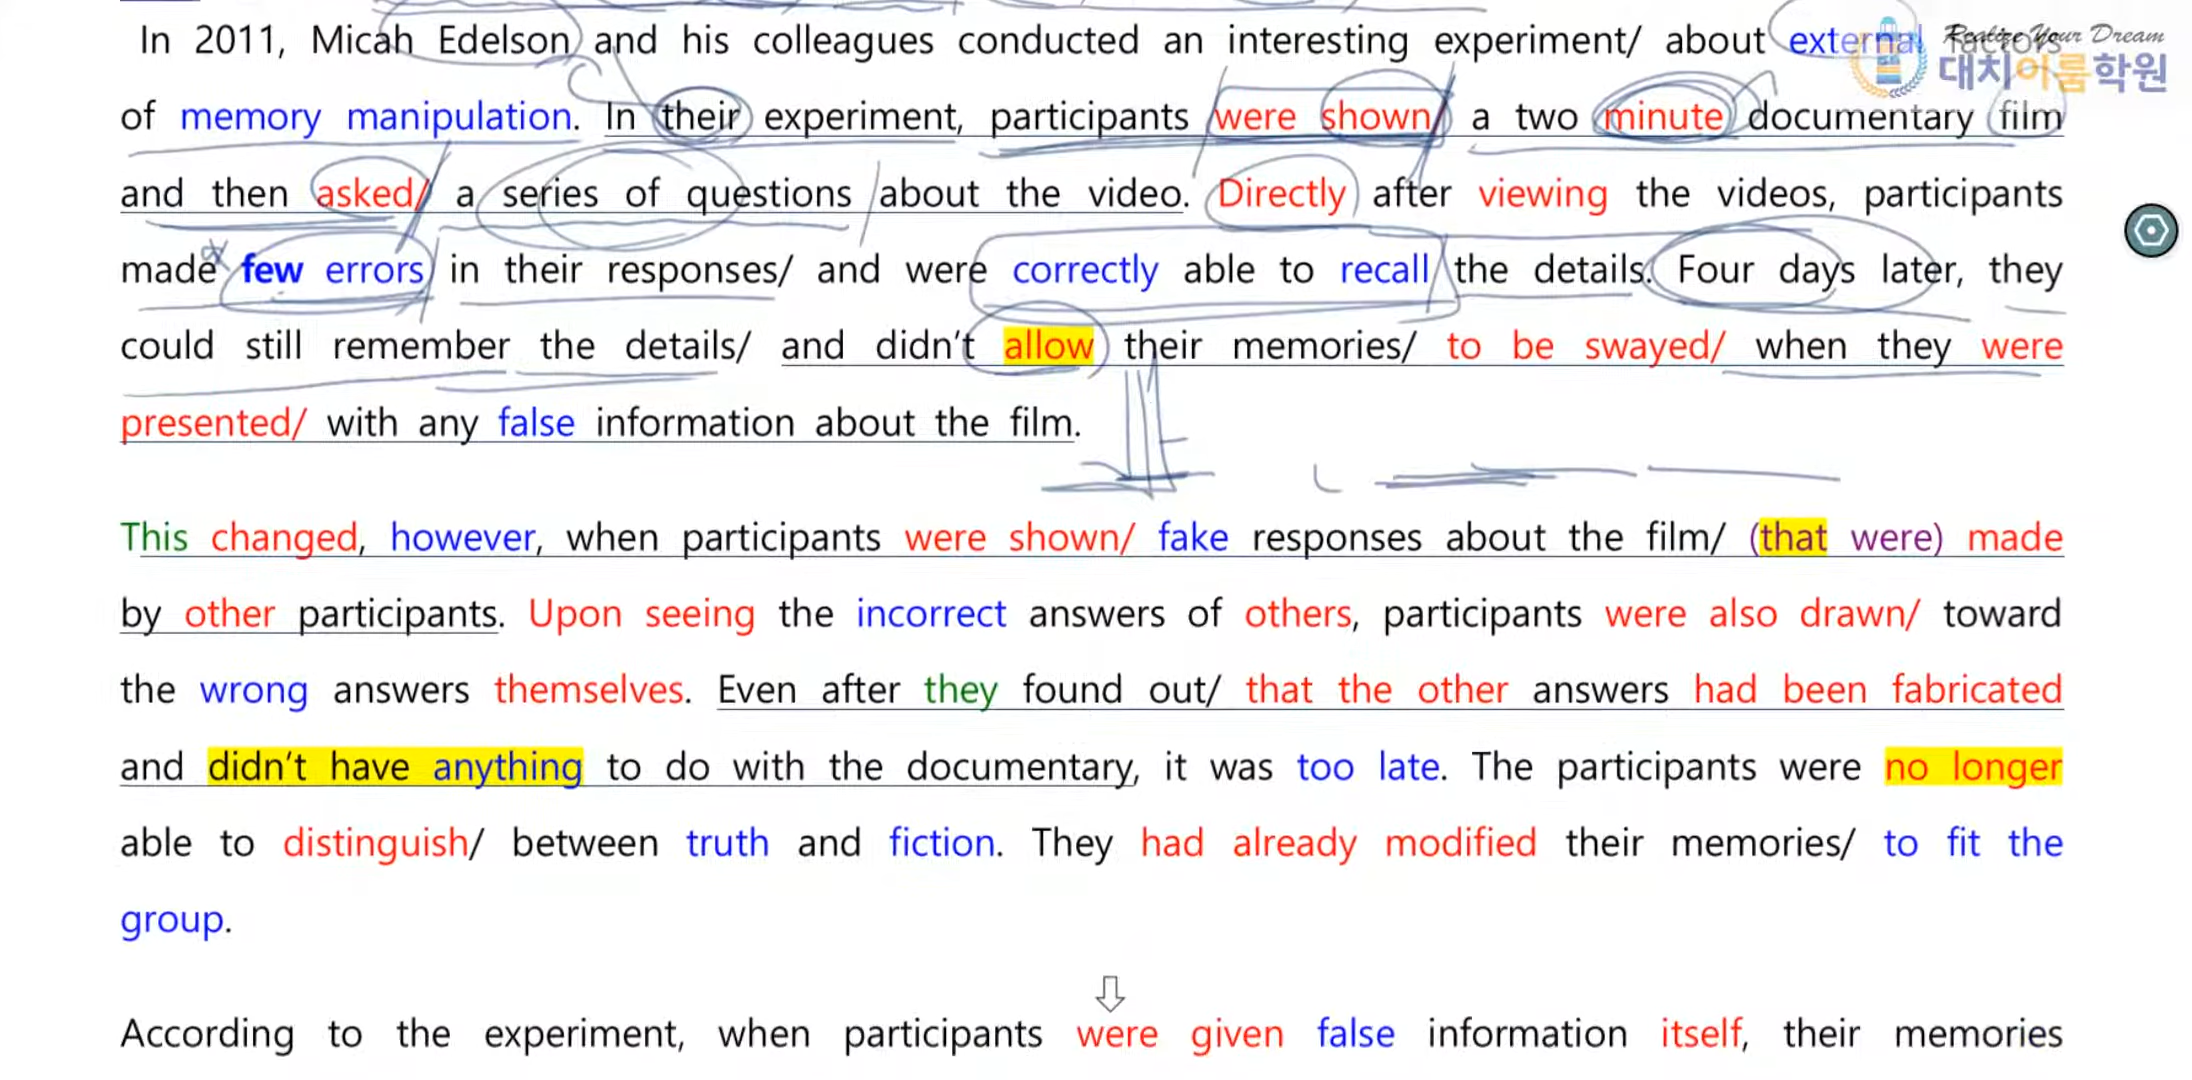 In 2011, Micah Edelson and his colleagues conducted an interesting experiment/ about external factors
Realize Your Dream
대치이룸학원
of memory manipulation. In their experiment, participants were shown/ a two minute documentary film
and then asked/ a series of questions about the video. Directly after viewing the videos, participants
made few errors in their responses/ and were correctly able to recall the details. Four days later, they
could still remember the details/ and didn't allow their memories/ to be swayed/ when they were
presented/ with any false information about the film.
This changed, however, when participants were shown/ fake responses about the film/ (that were) made
by other participants. Upon seeing the incorrect answers of others, participants were also drawn/ toward
the wrong answers themselves. Even after they found out/ that the other answers had been fabricated
and didn't have anything to do with the documentary, it was too late. The participants were no longer
able to distinguish/ between truth and fiction. They had already modified their memories/ to fit the
group.
According to the experiment, when participants were given false information itself, their memories